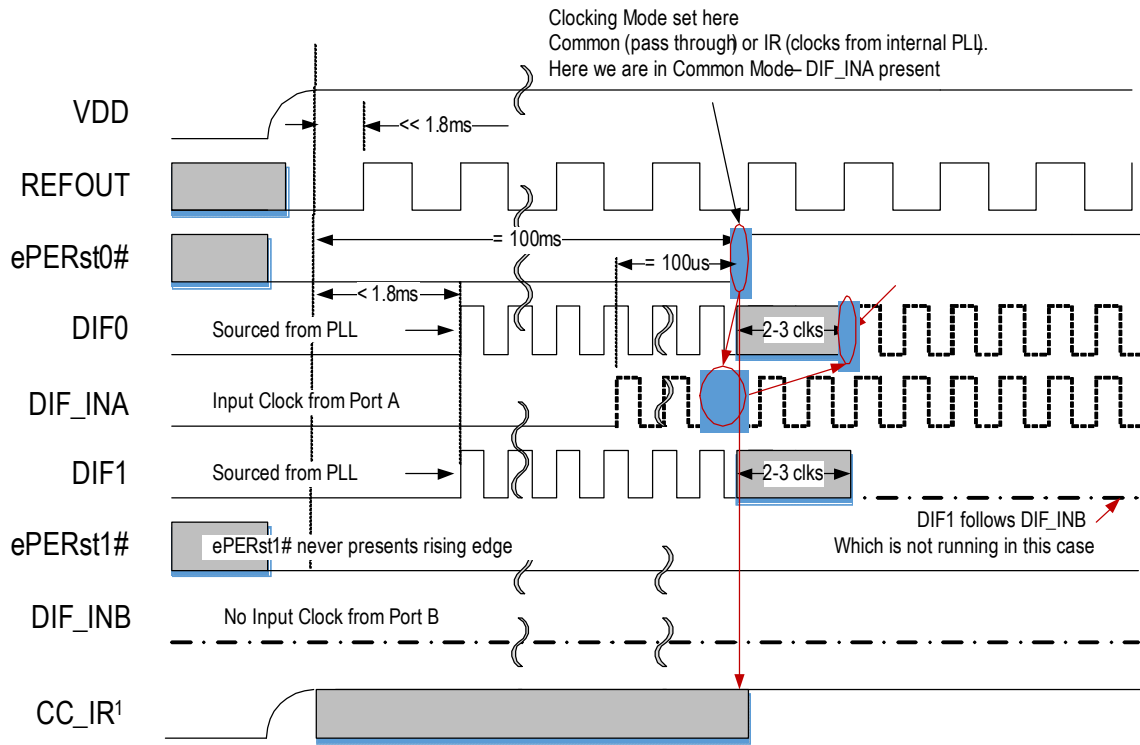 Clocking Mode set here
Common (pass through) or IR (clocks from internal PLL).
Here we are in Common Mode– DIF_INA present
VDD
<< 1.8ms
REFOUT
ePERst0#
= 100ms
= 100us
< 1.8ms
DIF0
Sourced from PLL
2-3 clks
DIF_INA
Input Clock from Port A
DIF1
Sourced from PLL
2-3 clks
DIF1 follows DIF_INB
Which is not running in this case
ePERst1#
ePERst1# never presents rising edge
DIF_INB
No Input Clock from Port B
CC_IR¹